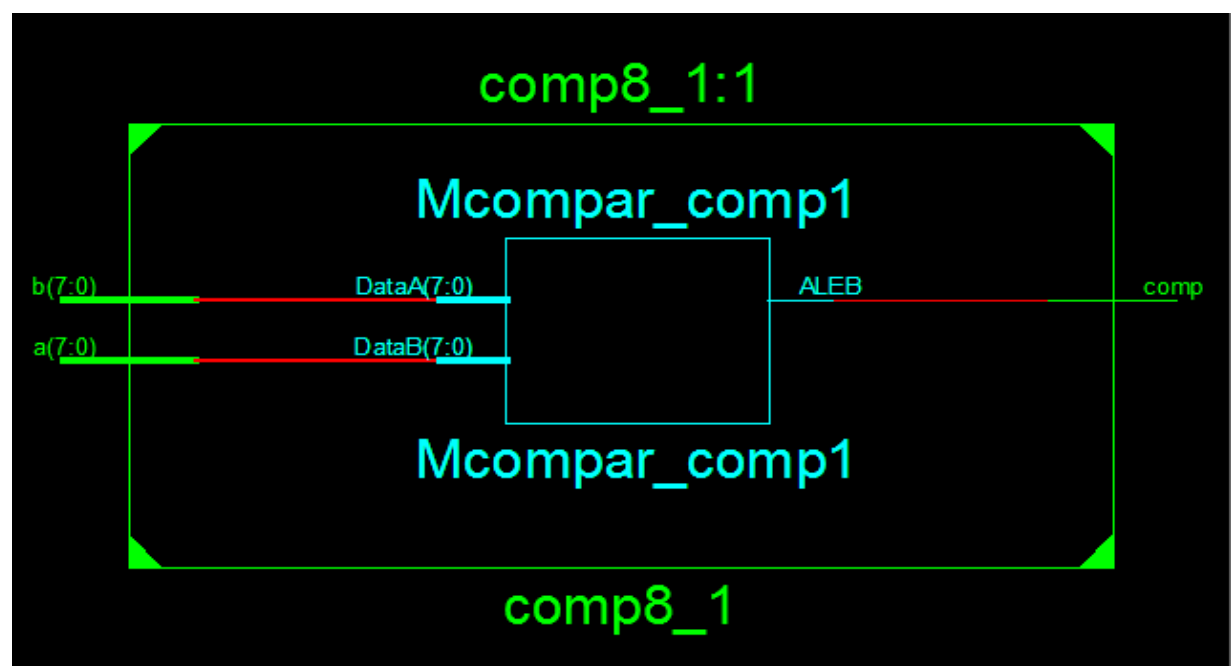 comp8_1:1
Mcompar_comp1
b(7:0) DataA(7:0) ALEB comp
a(7:0) DataB(7:0)
Mcompar_comp1
comp8_1